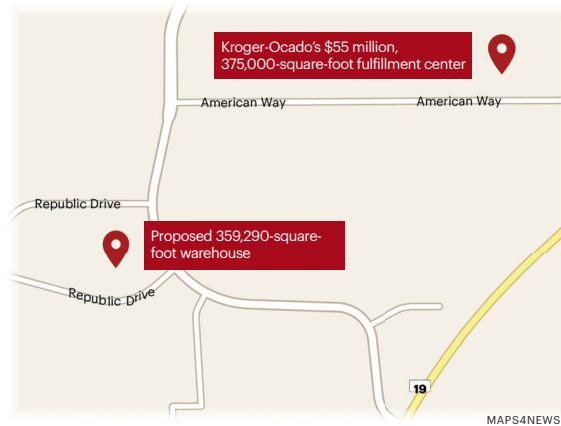 Kroger-Ocado's $55 million,
375,000-square-foot fulfillment center
American Way
American Way
Republic Drive
Proposed 359,290-square-
foot warehouse
Republic Drive
19
MAPS4NEWS